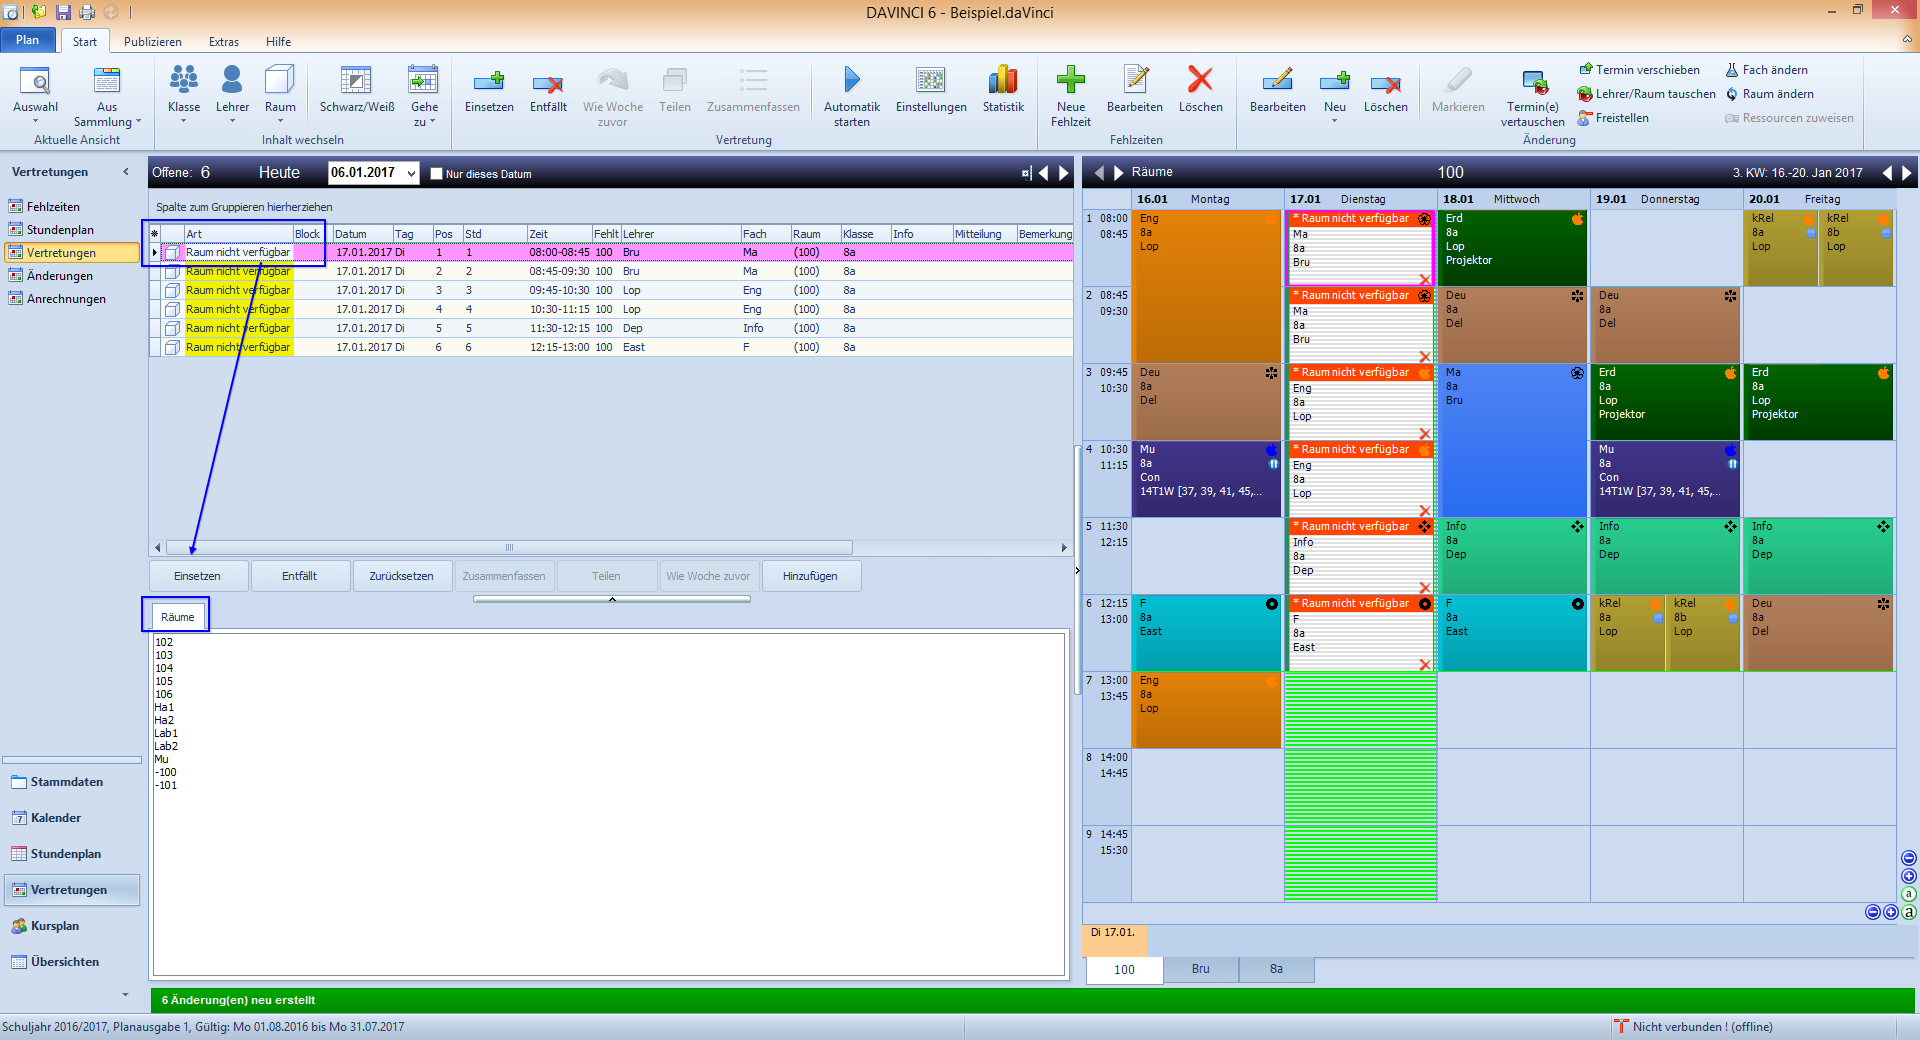 DAVINCI 6 - Beispiel.daVinci
Plan
Start
Publizieren
Extras
Hilfe
Auswahl
Aus Sammlung
Aktuelle Ansicht
Klasse
Lehrer
Raum
Schwarz/Weiß
Gehe zu
Inhalt wechseln
Einsetzen
Entfällt
Wie Woche zuvor
Teilen
Zusammenfassen
Automatik starten
Einstellungen
Statistik
Vertretung
Neue Fehlzeit
Bearbeiten
Löschen
Fehlzeiten
Bearbeiten
Neu
Löschen
Markieren
Termin(e) vertauschen
Termin verschieben
Lehrer/Raum tauschen
Freistellen
Fach ändern
Raum ändern
Ressourcen zuweisen
Änderung
Vertretungen
Fehlzeiten
Stundenplan
Vertretungen
Änderungen
Anrechnungen
Stammdaten
Kalender
Stundenplan
Vertretungen
Kursplan
Übersichten
Offene: 6 Heute 06.01.2017 Nur dieses Datum
Spalte zum Gruppieren hierherziehen
Art Block Datum Tag Pos Std Zeit Fehlt Lehrer Fach Raum Klasse Info Mitteilung Bemerkung
Raum nicht verfügbar 17.01.2017 Di 1 1 08:00-08:45 100 Bru Ma (100) 8a
Raum nicht verfügbar 17.01.2017 Di 2 2 08:45-09:30 100 Bru Ma (100) 8a
Raum nicht verfügbar 17.01.2017 Di 3 3 09:45-10:30 100 Lop Eng (100) 8a
Raum nicht verfügbar 17.01.2017 Di 4 4 10:30-11:15 100 Lop Eng (100) 8a
Raum nicht verfügbar 17.01.2017 Di 5 5 11:30-12:15 100 Dep Info (100) 8a
Raum nicht verfügbar 17.01.2017 Di 6 6 12:15-13:00 100 East F (100) 8a
Einsetzen
Entfällt
Zurücksetzen
Zusammenfassen
Teilen
Wie Woche zuvor
Hinzufügen
Räume
102
103
104
105
106
Ha1
Ha2
Lab1
Lab2
Mu
-100
-101
Räume 100 3. KW: 16.-20. Jan 2017
16.01 Montag 17.01 Dienstag 18.01 Mittwoch 19.01 Donnerstag 20.01 Freitag
1 08:00
08:45
Eng
8a
Lop
* Raum nicht verfügbar
Ma
8a
Bru
Erd
8a
Lop
Projektor
kRel
8a
Lop
kRel
8b
Lop
2 08:45
09:30
* Raum nicht verfügbar
Ma
8a
Bru
Deu
8a
Del
Deu
8a
Del
3 09:45
10:30
Deu
8a
Del
* Raum nicht verfügbar
Eng
8a
Lop
Ma
8a
Bru
Erd
8a
Lop
Projektor
Erd
8a
Lop
Projektor
4 10:30
11:15
Mu
8a
Con
14T1W [37, 39, 41, 45,...
* Raum nicht verfügbar
Eng
8a
Lop
Mu
8a
Con
14T1W [37, 39, 41, 45,...
5 11:30
12:15
* Raum nicht verfügbar
Info
8a
Dep
Info
8a
Dep
Info
8a
Dep
Info
8a
Dep
6 12:15
13:00
F
8a
East
* Raum nicht verfügbar
F
8a
East
F
8a
East
kRel
8a
Lop
kRel
8b
Lop
Deu
8a
Del
7 13:00
13:45
Eng
8a
Lop
8 14:00
14:45
9 14:45
15:30
a
a
Di 17.01.
100
Bru
8a
6 Änderung(en) neu erstellt
Schuljahr 2016/2017, Planausgabe 1, Gültig: Mo 01.08.2016 bis Mo 31.07.2017
Nicht verbunden ! (offline)